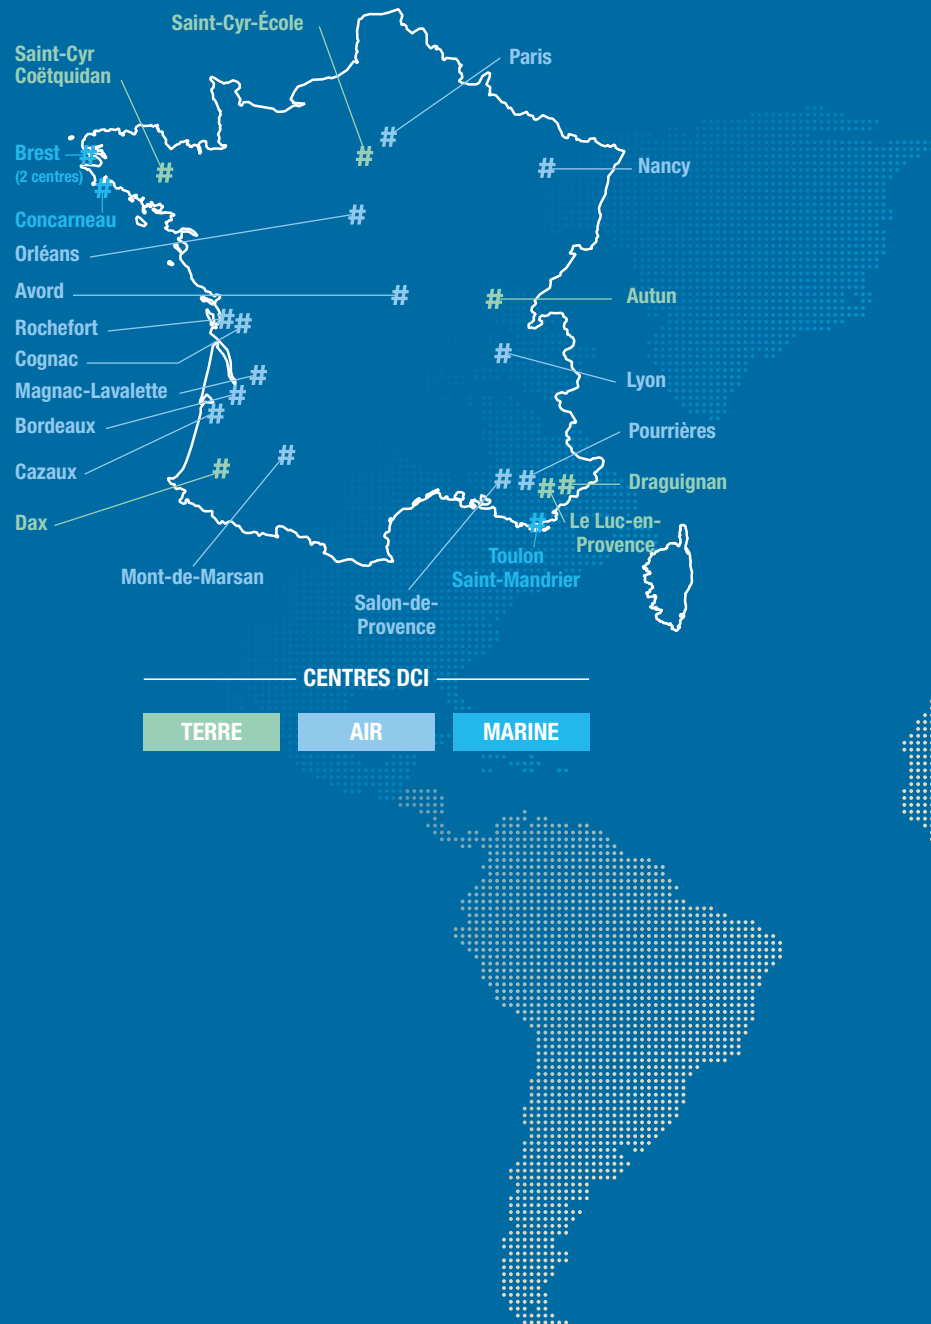 Saint-Cyr-École
Saint-Cyr
Coëtquidan
Paris
Brest
(2 centres)
Nancy
Concarneau
Orléans
Avord
Autun
Rochefort
Cognac
Magnac-Lavalette
Lyon
Bordeaux
Pourrières
Cazaux
Draguignan
Dax
Le Luc-en-
Provence
Toulon
Saint-Mandrier
Mont-de-Marsan
Salon-de-
Provence
CENTRES DCI
TERRE
AIR
MARINE